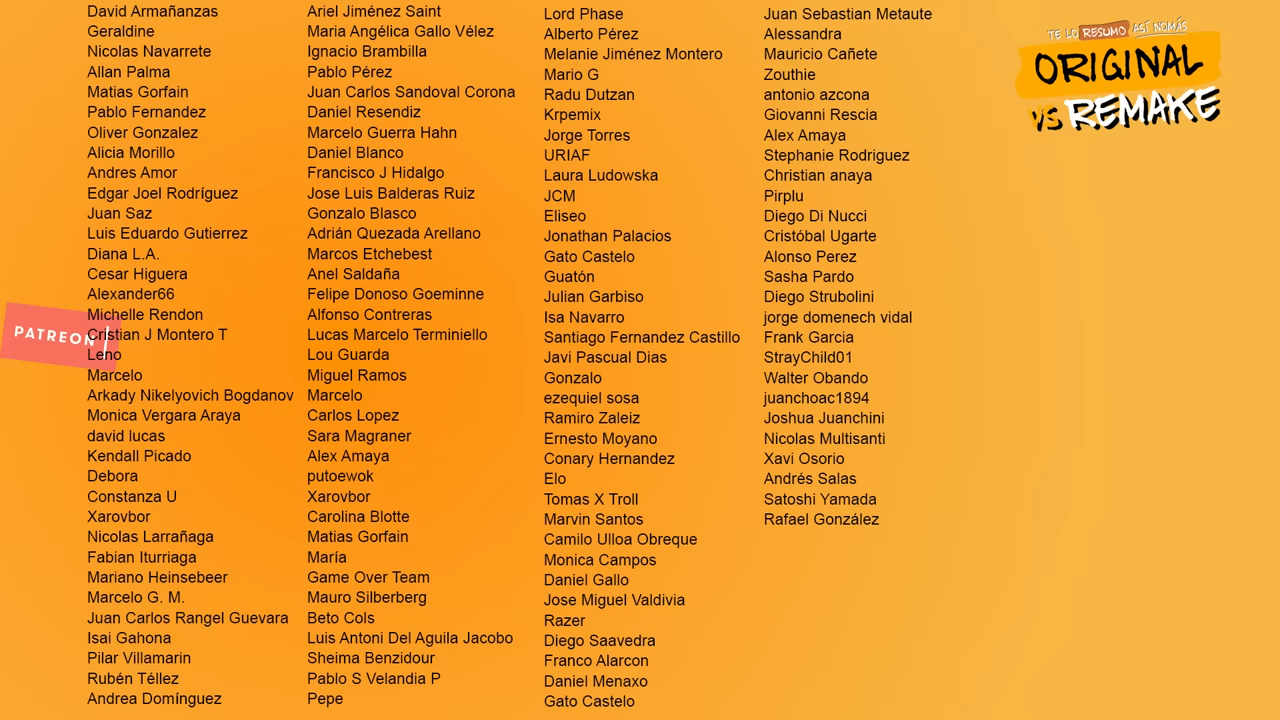 David Armañanzas
Geraldine
Nicolas Navarrete
Allan Palma
Matias Gorfain
Pablo Fernandez
Oliver Gonzalez
Alicia Morillo
Andres Amor
Edgar Joel Rodríguez
Juan Saz
Luis Eduardo Gutierrez
Diana L.A.
Cesar Higuera
Alexander66
Michelle Rendon
Cristian J Montero T
Leno
Marcelo
Arkady Nikelyovich Bogdanov
Monica Vergara Araya
david lucas
Kendall Picado
Debora
Constanza U
Xarovbor
Nicolas Larrañaga
Fabian Iturriaga
Mariano Heinsebeer
Marcelo G. M.
Juan Carlos Rangel Guevara
Isai Gahona
Pilar Villamarin
Rubén Téllez
Andrea Domínguez
PATREON
Ariel Jiménez Saint
Maria Angélica Gallo Vélez
Ignacio Brambilla
Pablo Pérez
Juan Carlos Sandoval Corona
Daniel Resendiz
Marcelo Guerra Hahn
Daniel Blanco
Francisco J Hidalgo
Jose Luis Balderas Ruiz
Gonzalo Blasco
Adrián Quezada Arellano
Marcos Etchebest
Anel Saldaña
Felipe Donoso Goeminne
Alfonso Contreras
Lucas Marcelo Terminiello
Lou Guarda
Miguel Ramos
Marcelo
Carlos Lopez
Sara Magraner
Alex Amaya
putoewok
Xarovbor
Carolina Blotte
Matias Gorfain
María
Game Over Team
Mauro Silberberg
Beto Cols
Luis Antoni Del Aguila Jacobo
Sheima Benzidour
Pablo S Velandia P
Pepe
Lord Phase
Alberto Pérez
Melanie Jiménez Montero
Mario G
Radu Dutzan
Krpemix
Jorge Torres
URIAF
Laura Ludowska
JCM
Eliseo
Jonathan Palacios
Gato Castelo
Guatón
Julian Garbiso
Isa Navarro
Santiago Fernandez Castillo
Javi Pascual Dias
Gonzalo
ezequiel sosa
Ramiro Zaleiz
Ernesto Moyano
Conary Hernandez
Elo
Tomas X Troll
Marvin Santos
Camilo Ulloa Obreque
Monica Campos
Daniel Gallo
Jose Miguel Valdivia
Razer
Diego Saavedra
Franco Alarcon
Daniel Menaxo
Gato Castelo
Juan Sebastian Metaute
Alessandra
Mauricio Cañete
Zouthie
antonio azcona
Giovanni Rescia
Alex Amaya
Stephanie Rodriguez
Christian anaya
Pirplu
Diego Di Nucci
Cristóbal Ugarte
Alonso Perez
Sasha Pardo
Diego Strubolini
jorge domenech vidal
Frank Garcia
StrayChild01
Walter Obando
juanchoac1894
Joshua Juanchini
Nicolas Multisanti
Xavi Osorio
Andrés Salas
Satoshi Yamada
Rafael González
TE LO RESUMO ASÍ NOMÁS
ORIGINAL
VS REMAKE